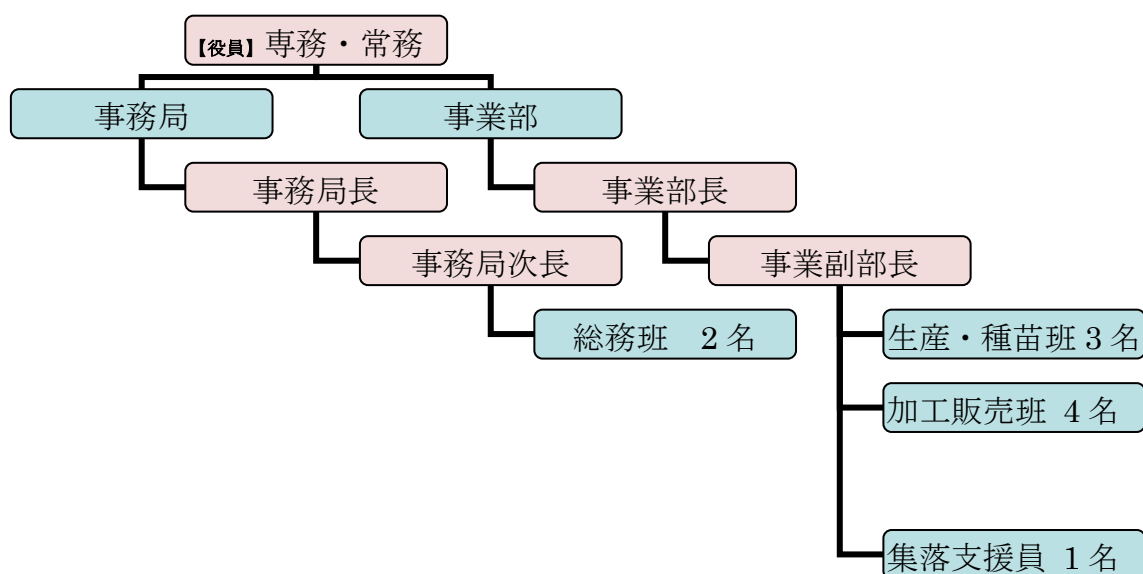 【役員】専務・常務
事務局
事業部
事務局長
事業部長
事務局次長
事業副部長
総務班　2名
生産・種苗班3名
加工販売班 4名
集落支援員 1名